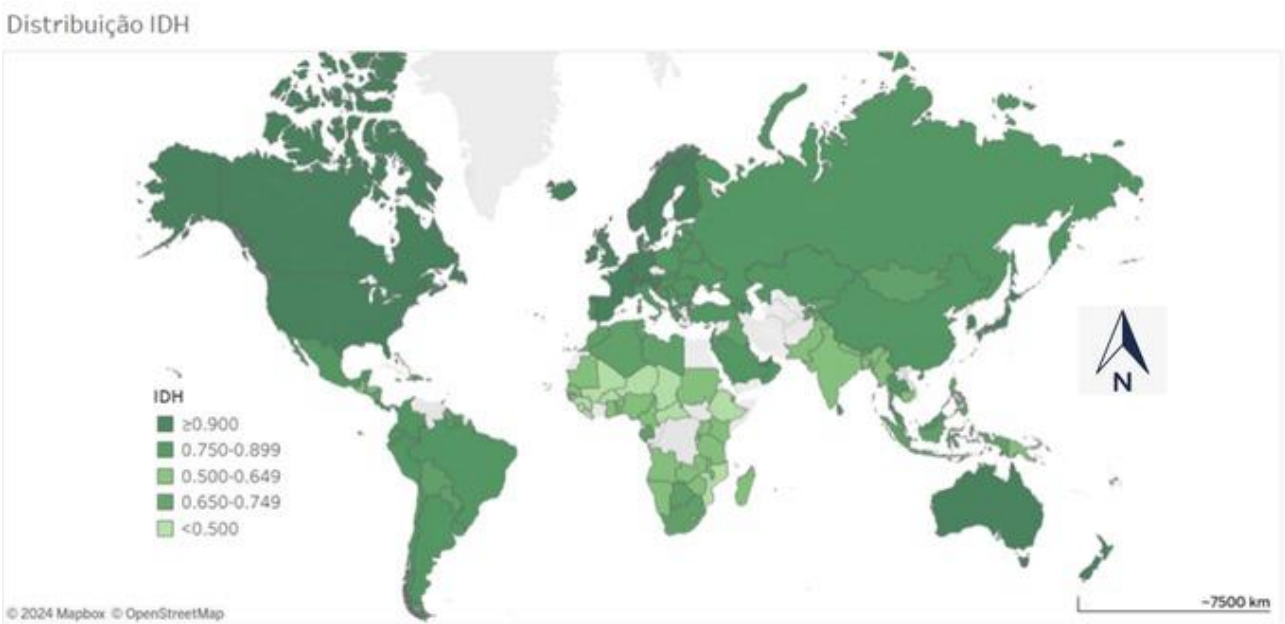 Distribuição IDH
N
IDH
≥0.900
0.750-0.899
0.500-0.649
0.650-0.749
<0.500
© 2024 Mapbox © OpenStreetMap
~7500 km